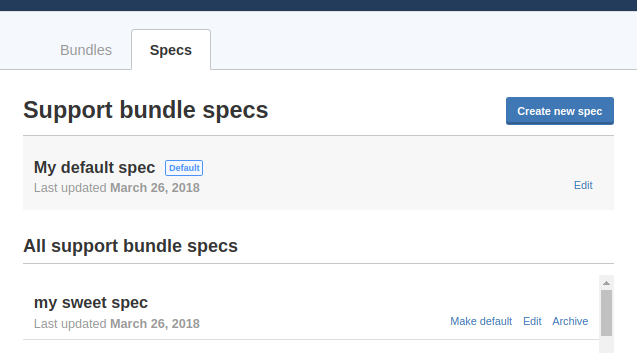 Bundles Specs
Support bundle specs Create new spec
My default spec Default
Last updated March 26, 2018 Edit
All support bundle specs
my sweet spec
Last updated March 26, 2018 Make default Edit Archive